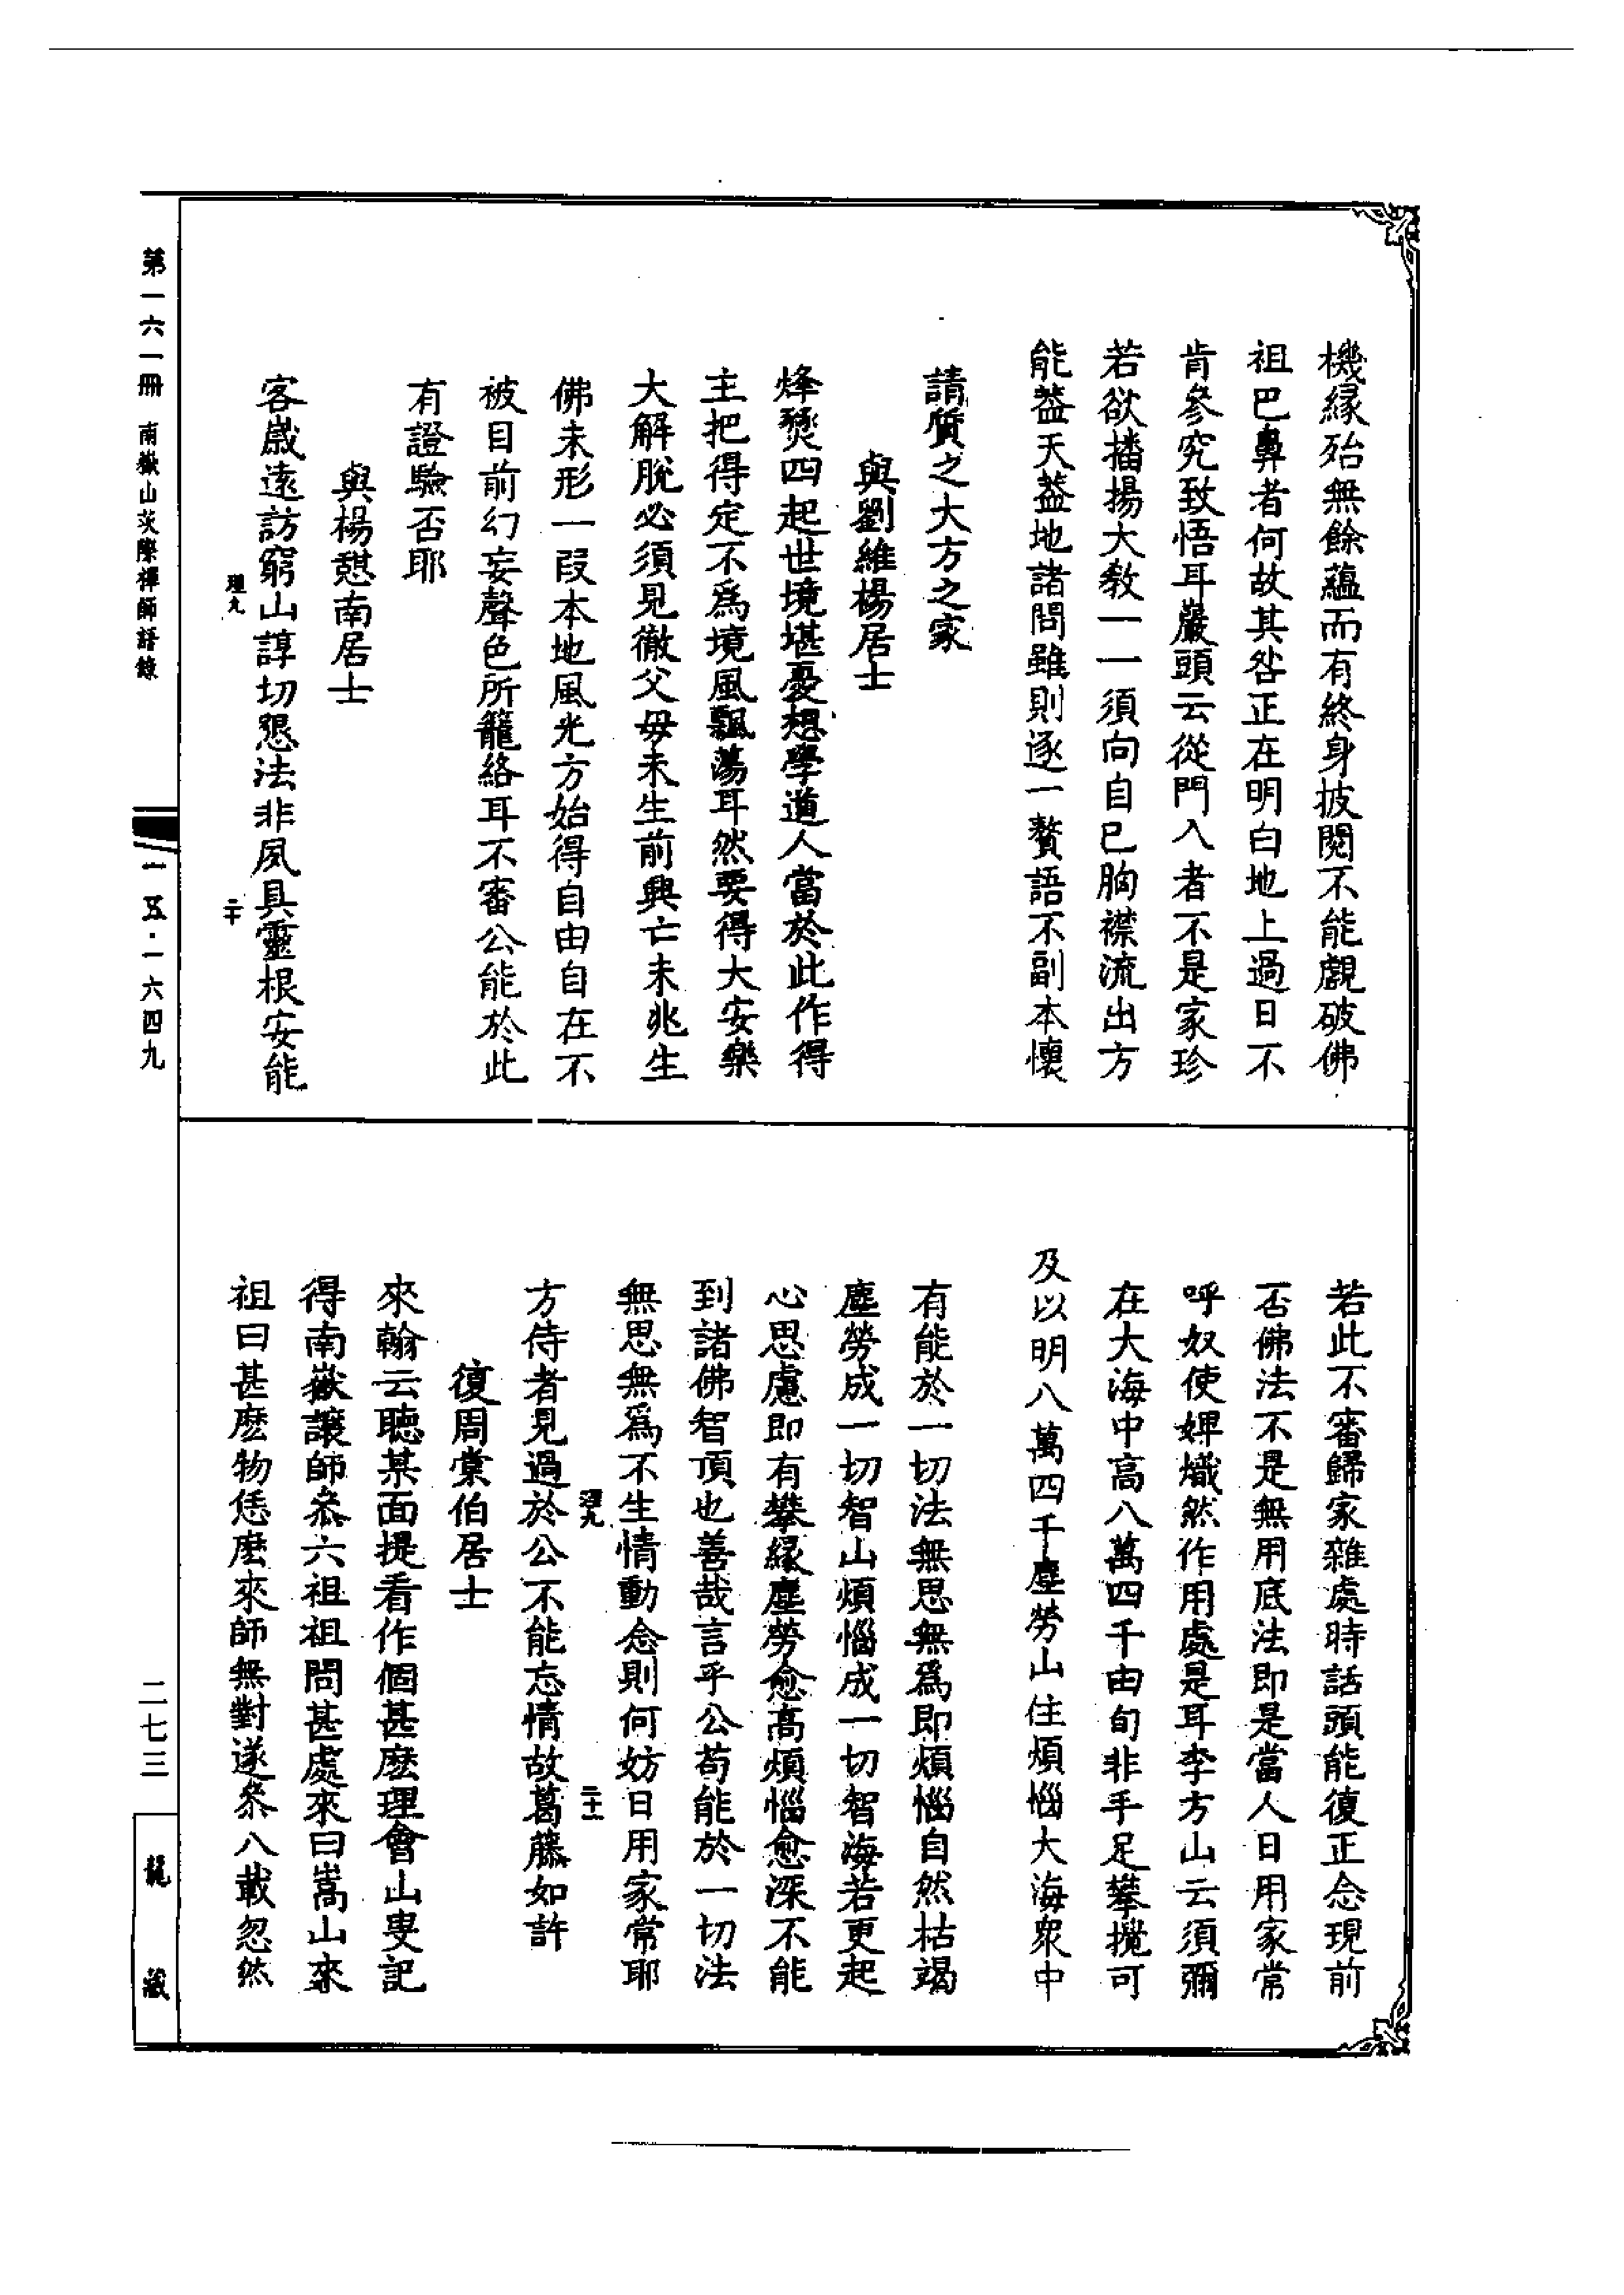 機緣殆無餘蘊而有終身披閱不能覷破佛
祖巴鼻者何故其咎正在明白地上過日不
肯參究致悟耳巖頭云從門入者不是家珍
若欲播揚大教一一須向自己胸襟流出方
能葢天葢地諸問雖則逐一贅語不副本懷
請質之大方之家
與劉維楊居士
烽燹四起世境堪憂想學道人當於此作得
主把得定不為境風飄蕩耳然要得大安樂
大解脫必須見徹父母未生前興亡未兆生
佛未形一段本地風光方始得自由自在不
被目前幻妄聲色所籠絡耳不審公能於此
有證驗否耶
與楊憇南居士
客歲遠訪窮山諄切懇法非夙具靈根安能
理九
二十
若此不審歸家雜處時話頭能復正念現前
否佛法不是無用底法即是當人日用家常
呼奴使婢熾然作用處是耳李方山云須彌
在大海中高八萬四千由旬非手足攀攬可
及以明八萬四千塵勞山住煩惱大海眾中
有能於一切法無思無為即煩惱自然枯竭
塵勞成一切智山煩惱成一切智海若更起
心思慮即有攀緣塵勞愈高煩惱愈深不能
到諸佛智頂也善哉言乎公苟能於一切法
無思無為不生情動念則何妨日用家常耶
理九
二十一
方侍者見過於公不能忘情故葛藤如許
復周棠伯居士
來翰云聽某面提看作個甚麽理會山叟記
得南嶽讓師叅六祖祖問甚處來曰嵩山來
祖曰甚麽物恁麽來師無對遂叅八載忽然
第一六一冊 南嶽山茨際禪師語錄
一五·一六四九
二七三
龍藏